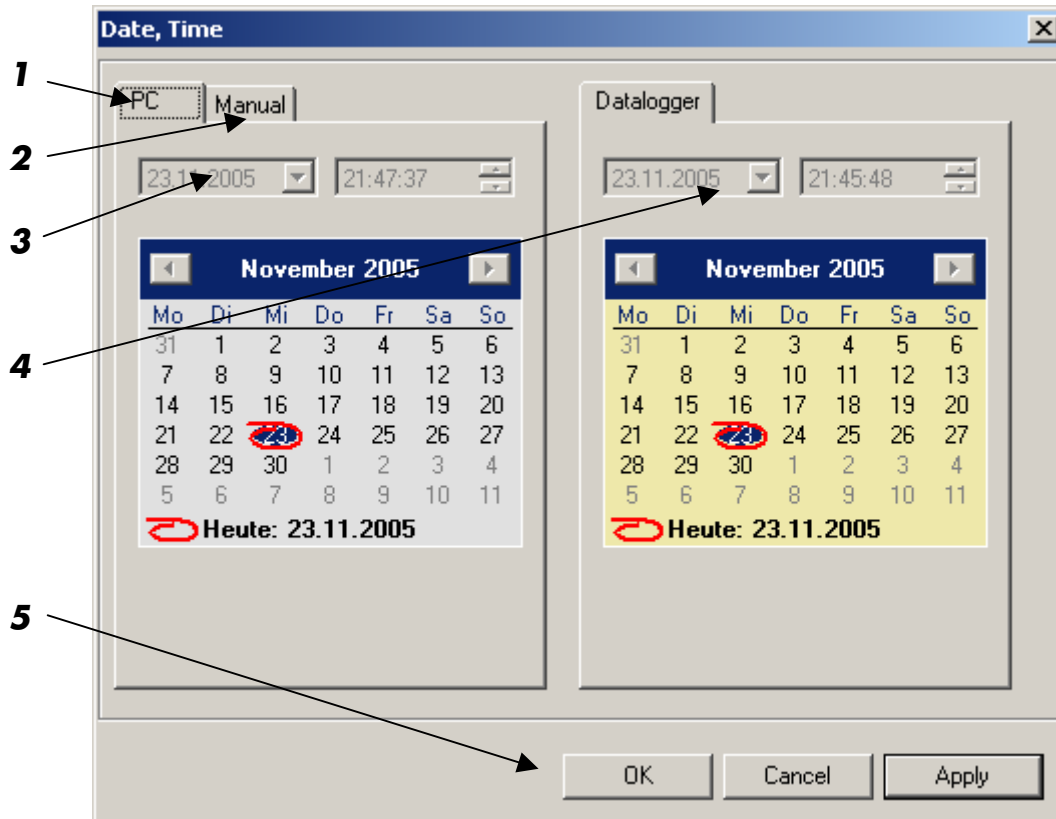 Date, Time
1
PC Manual Datalogger
2
23.11.2005 21:47:37 23.11.2005 21:45:48
3
November 2005 November 2005
Mo Di Mi Do Fr Sa So Mo Di Mi Do Fr Sa So
31 1 2 3 4 5 6 31 1 2 3 4 5 6
4
7 8 9 10 11 12 13 7 8 9 10 11 12 13
14 15 16 17 18 19 20 14 15 16 17 18 19 20
21 22 23 24 25 26 27 21 22 23 24 25 26 27
28 29 30 1 2 3 4 28 29 30 1 2 3 4
5 6 7 8 9 10 11 5 6 7 8 9 10 11
Heute: 23.11.2005 Heute: 23.11.2005
5
OK Cancel Apply